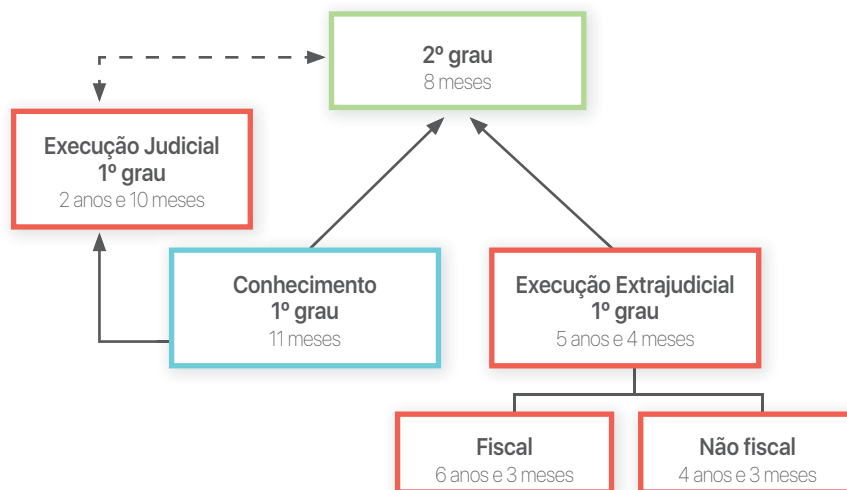 2º grau
8 meses
Execução Judicial
1º grau
2 anos e 10 meses
Conhecimento
1º grau
11 meses
Execução Extrajudicial
1º grau
5 anos e 4 meses
Fiscal
6 anos e 3 meses
Não fiscal
4 anos e 3 meses